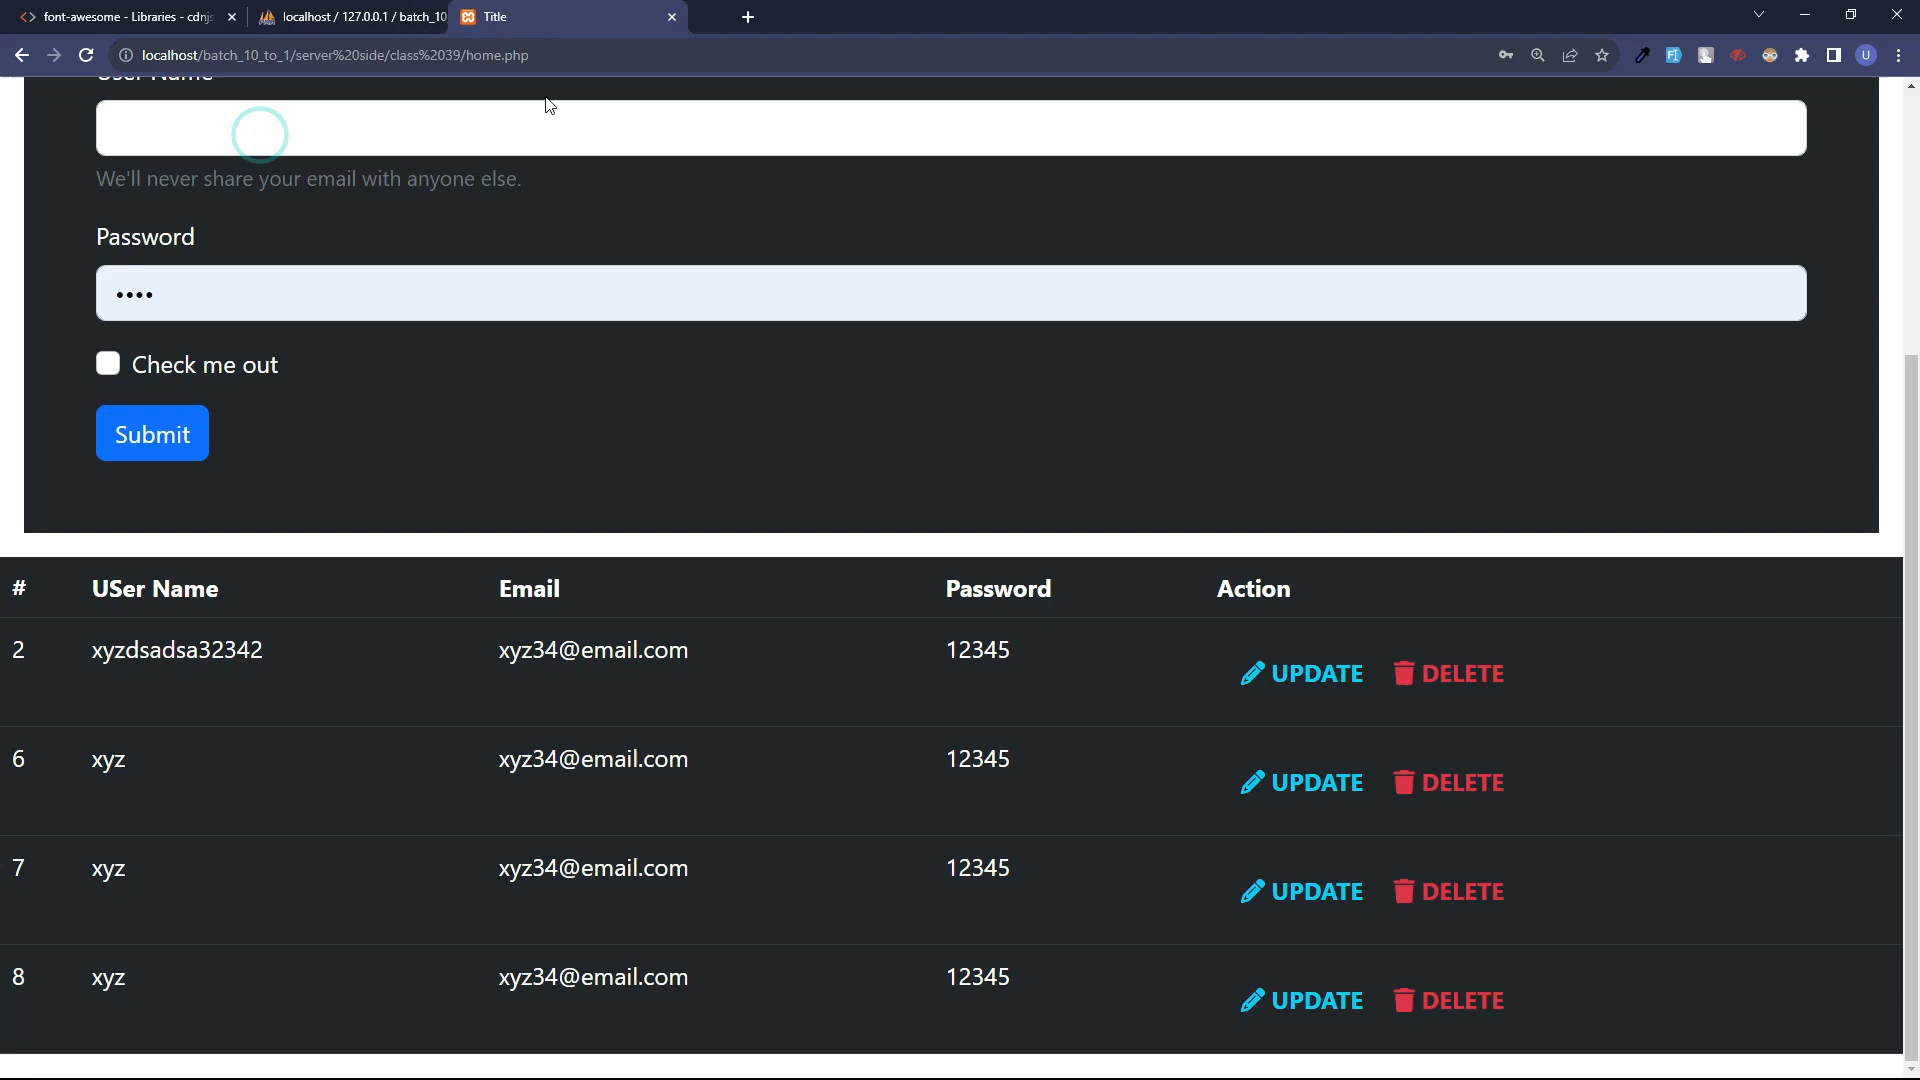 font-awesome - Libraries - cdnjs
localhost / 127.0.0.1 / batch_10
Title
localhost/batch_10_to_1/server%20side/class%2039/home.php
U
User Name
We'll never share your email with anyone else.
Password
Check me out
Submit
# USer Name Email Password Action
2 xyzdsadsa32342 xyz34@email.com 12345 UPDATE DELETE
6 xyz xyz34@email.com 12345 UPDATE DELETE
7 xyz xyz34@email.com 12345 UPDATE DELETE
8 xyz xyz34@email.com 12345 UPDATE DELETE